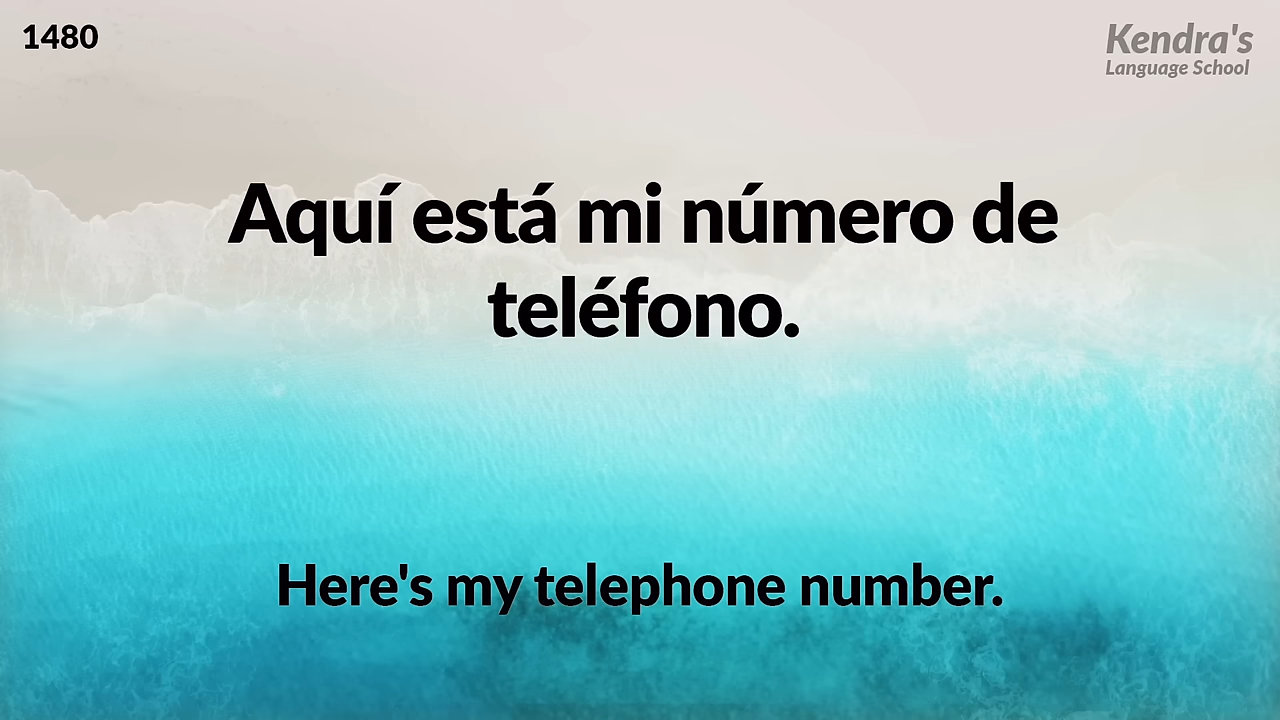 1480
Kendra's
Language School
Aquí está mi número de
teléfono.
Here's my telephone number.